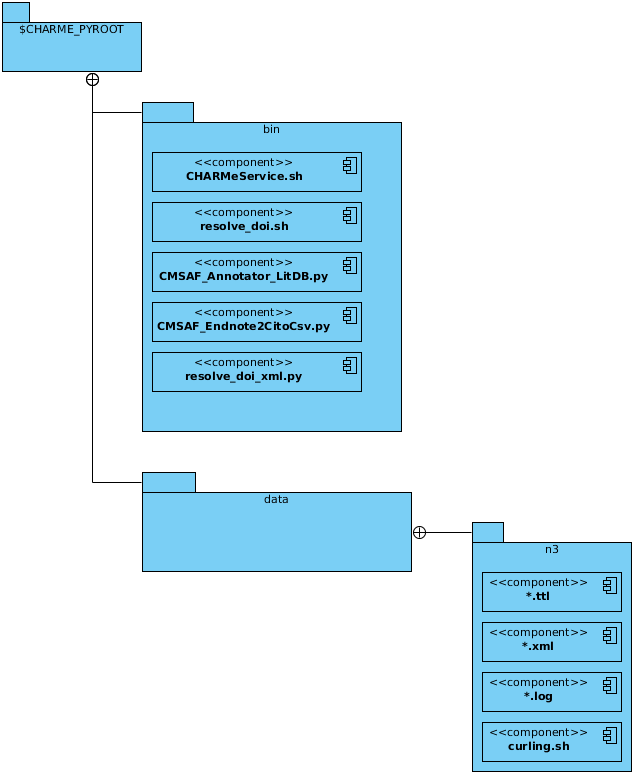 $CHARME_PYROOT
bin
<<component>>
CHARMeService.sh
<<component>>
resolve_doi.sh
<<component>>
CMSAF_Annotator_LitDB.py
<<component>>
CMSAF_Endnote2CitoCsv.py
<<component>>
resolve_doi_xml.py
data
n3
<<component>>
*.ttl
<<component>>
*.xml
<<component>>
*.log
<<component>>
curling.sh